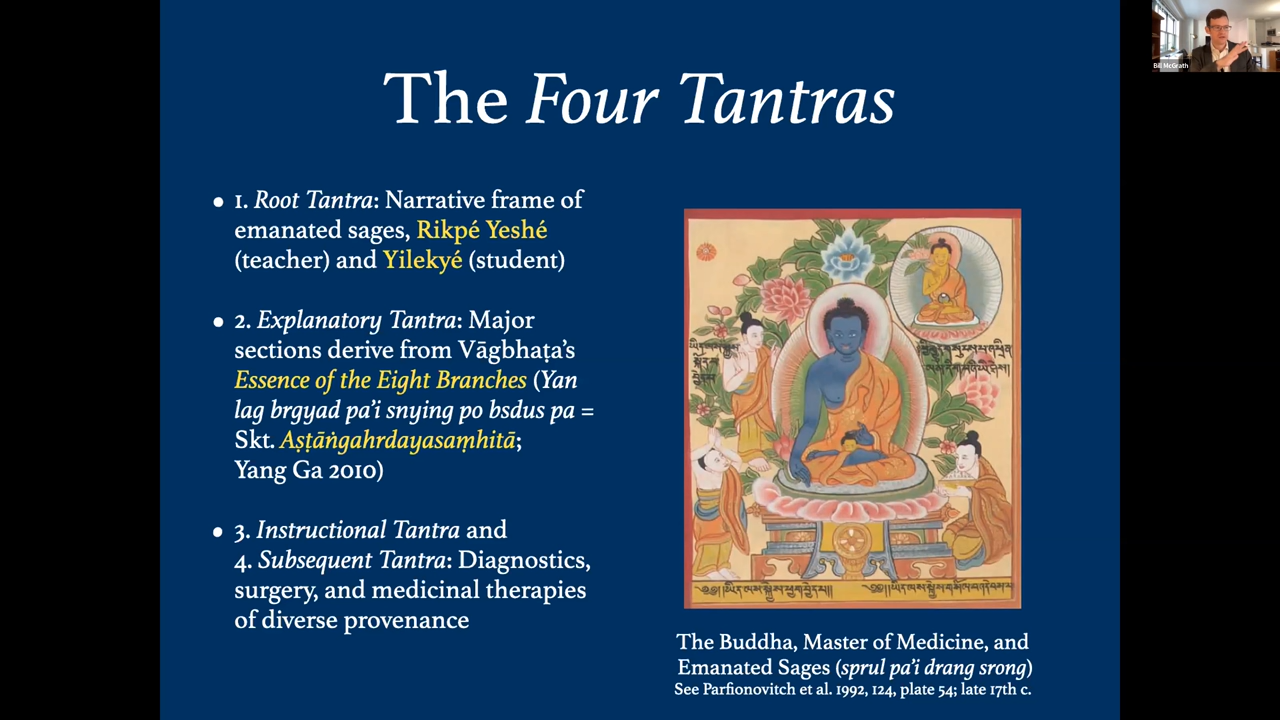 Bill McGrath
The Four Tantras
• 1. Root Tantra: Narrative frame of
emanated sages, Rikpé Yeshé
(teacher) and Yilekyé (student)
• 2. Explanatory Tantra: Major
sections derive from Vāgbhaṭa’s
Essence of the Eight Branches (Yan
lag brgyad pa’i snying po bsdus pa =
Skt. Aṣṭāṅgahrdayasaṃhitā;
Yang Ga 2010)
• 3. Instructional Tantra and
4. Subsequent Tantra: Diagnostics,
surgery, and medicinal therapies
of diverse provenance
The Buddha, Master of Medicine, and
Emanated Sages (sprul pa’i drang srong)
See Parfionovitch et al. 1992, 124, plate 54; late 17th c.